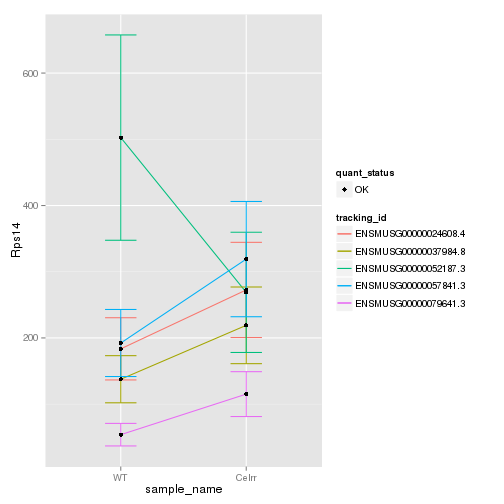 600
400
200
Rps14
WT
Celrr
sample_name
quant_status
OK
tracking_id
ENSMUSG00000024608.4
ENSMUSG00000037984.8
ENSMUSG00000052187.3
ENSMUSG00000057841.3
ENSMUSG00000079641.3